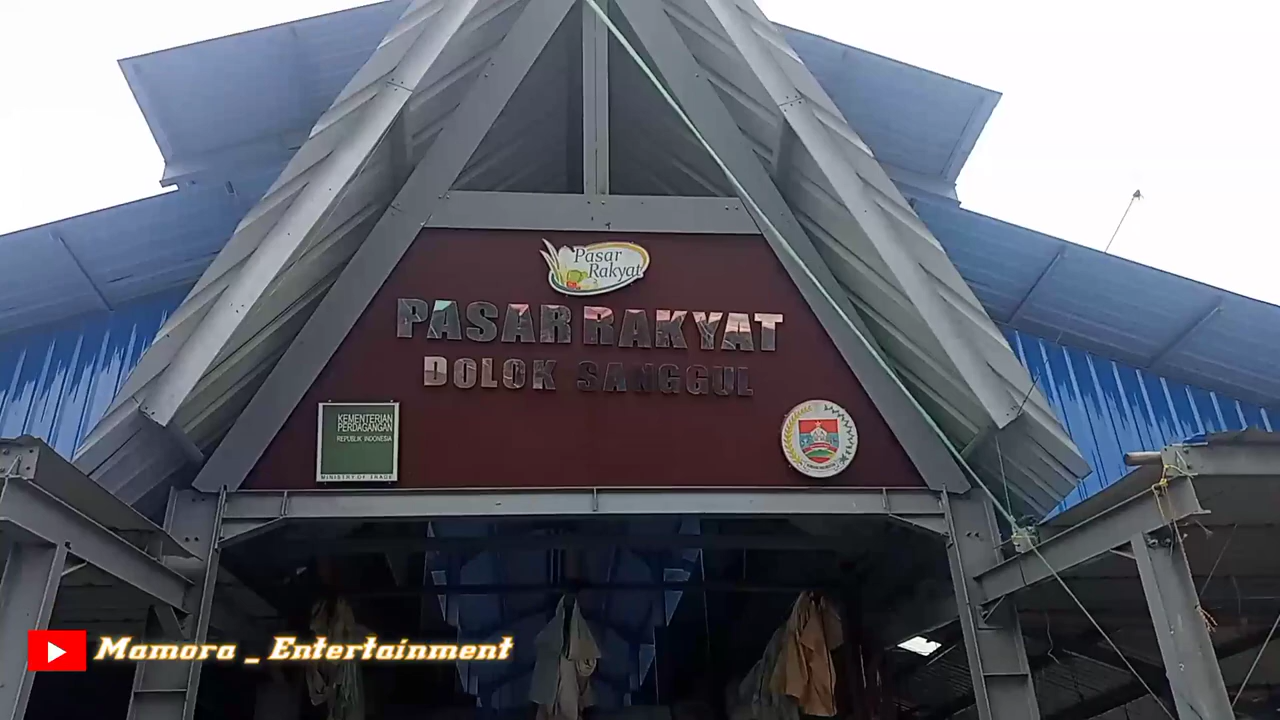 Pasar
Rakyat
PASAR RAKYAT
DOLOK SANGGUL
KEMENTERIAN
PERDAGANGAN
REPUBLIK INDONESIA
MINISTRY OF TRADE
Mamora _ Entertainment